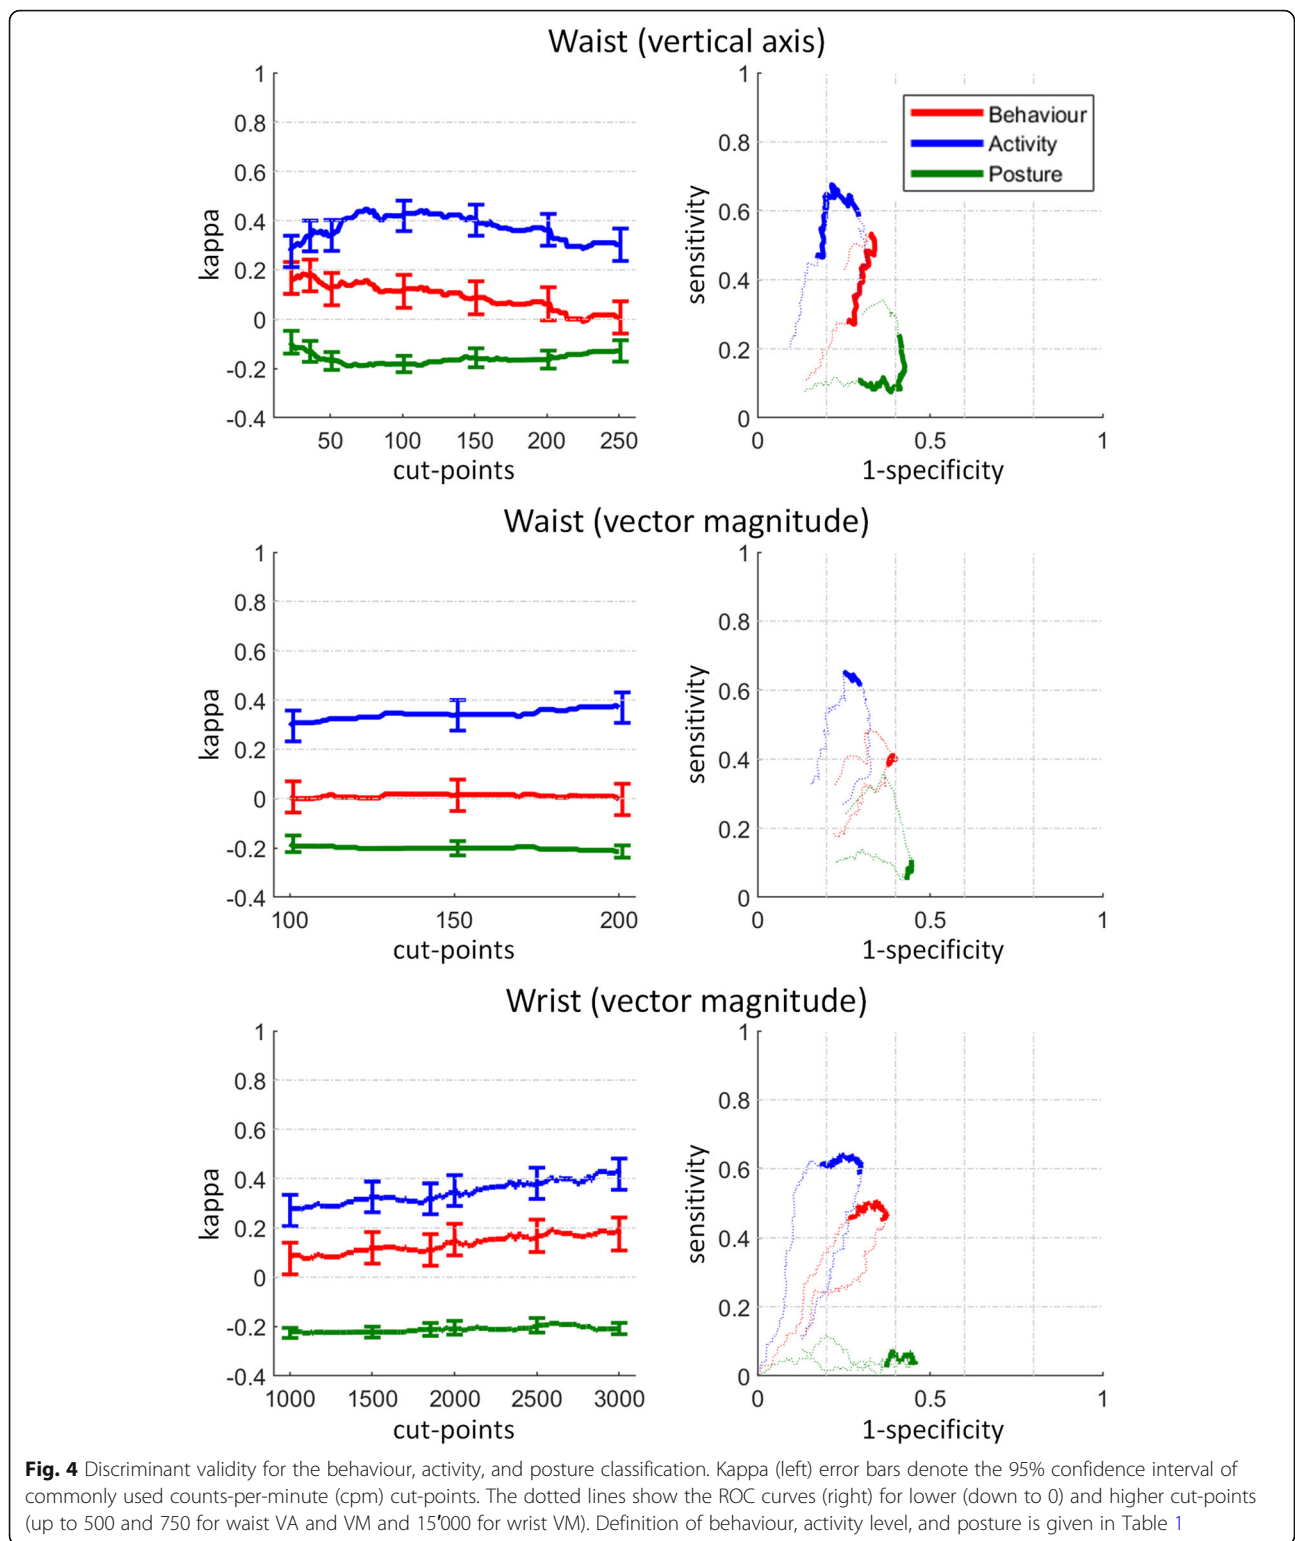 Waist (vertical axis)
1
0.8
0.6
0.4
0.2
0
-0.2
-0.4
kappa
50 100 150 200 250
cut-points
1
0.8
0.6
0.4
0.2
0
sensitivity
0 0.5 1
1-specificity
Behaviour
Activity
Posture
Waist (vector magnitude)
1
0.8
0.6
0.4
0.2
0
-0.2
-0.4
kappa
100 150 200
cut-points
1
0.8
0.6
0.4
0.2
0
sensitivity
0 0.5 1
1-specificity
Wrist (vector magnitude)
1
0.8
0.6
0.4
0.2
0
-0.2
-0.4
kappa
1000 1500 2000 2500 3000
cut-points
1
0.8
0.6
0.4
0.2
0
sensitivity
0 0.5 1
1-specificity
Fig. 4 Discriminant validity for the behaviour, activity, and posture classification. Kappa (left) error bars denote the 95% confidence interval of
commonly used counts-per-minute (cpm) cut-points. The dotted lines show the ROC curves (right) for lower (down to 0) and higher cut-points
(up to 500 and 750 for waist VA and VM and 15′000 for wrist VM). Definition of behaviour, activity level, and posture is given in Table 1